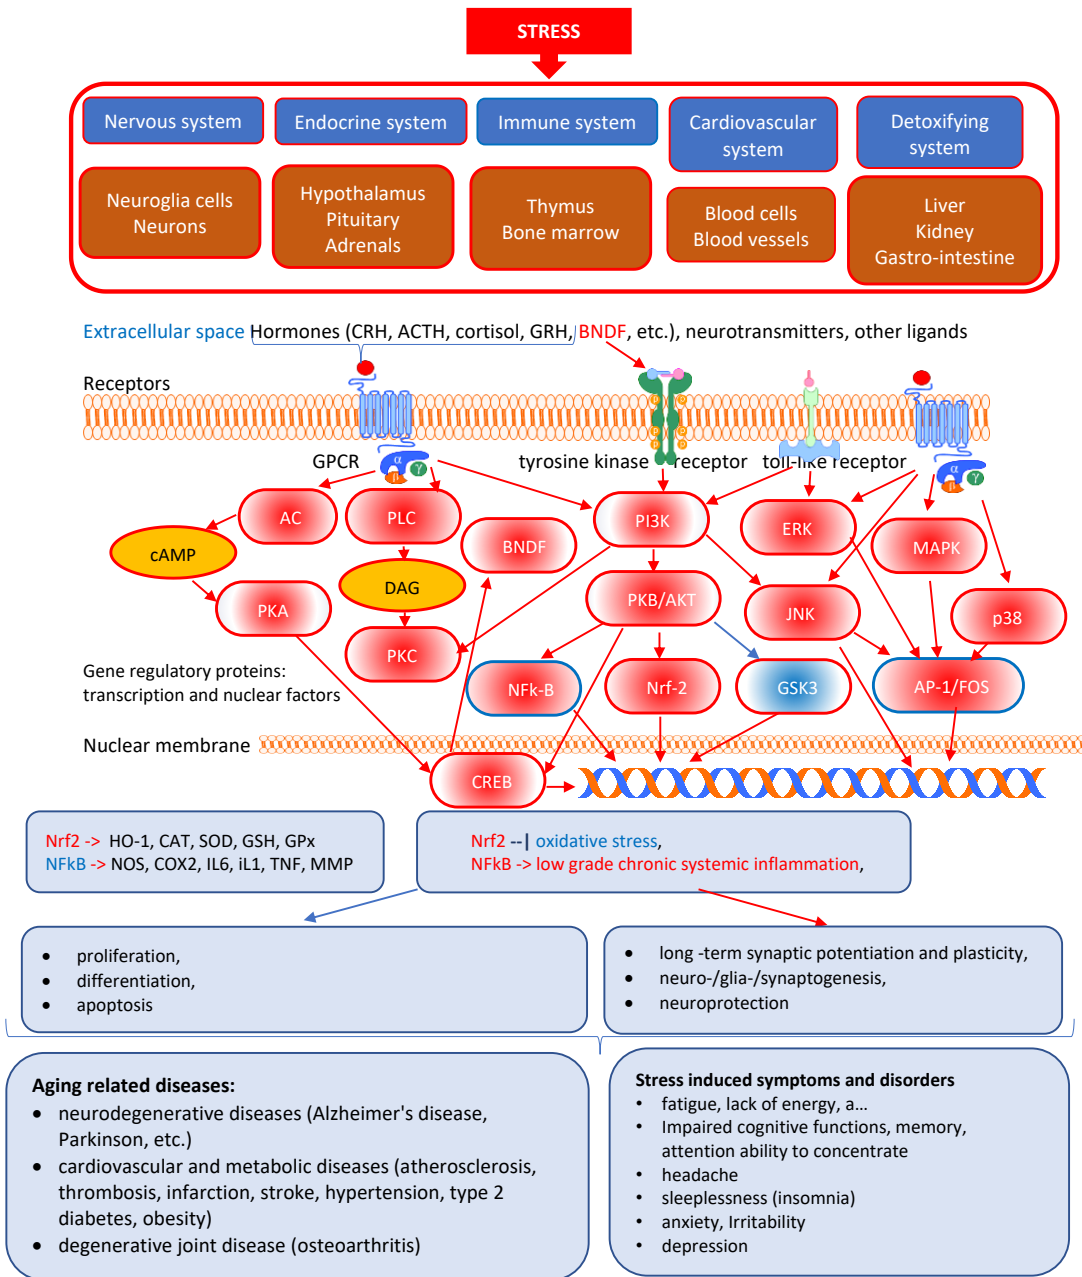 STRESS
Nervous system
Endocrine system
Immune system
Cardiovascular
system
Detoxifying
system
Neuroglia cells
Neurons
Hypothalamus
Pituitary
Adrenals
Thymus
Bone marrow
Blood cells
Blood vessels
Liver
Kidney
Gastro-intestine
Extracellular space Hormones (CRH, ACTH, cortisol, GRH, BNDF, etc.), neurotransmitters, other ligands
Receptors
α
β
γ
P
P
P
P
P
P
α
β
γ
GPCR
tyrosine kinase receptor
toll-like receptor
AC
PLC
BNDF
PI3K
ERK
MAPK
cAMP
DAG
PKA
PKB/AKT
JNK
p38
PKC
Gene regulatory proteins:
transcription and nuclear factors
NFk-B
Nrf-2
GSK3
AP-1/FOS
Nuclear membrane
CREB
Nrf2 -> HO-1, CAT, SOD, GSH, GPx
NFkB -> NOS, COX2, IL6, iL1, TNF, MMP
Nrf2 --| oxidative stress,
NFkB -> low grade chronic systemic inflammation,
• proliferation,
• differentiation,
• apoptosis
• long -term synaptic potentiation and plasticity,
• neuro-/glia-/synaptogenesis,
• neuroprotection
Aging related diseases:
• neurodegenerative diseases (Alzheimer's disease,
Parkinson, etc.)
• cardiovascular and metabolic diseases (atherosclerosis,
thrombosis, infarction, stroke, hypertension, type 2
diabetes, obesity)
• degenerative joint disease (osteoarthritis)
Stress induced symptoms and disorders
• fatigue, lack of energy, a...
• Impaired cognitive functions, memory,
attention ability to concentrate
• headache
• sleeplessness (insomnia)
• anxiety, Irritability
• depression